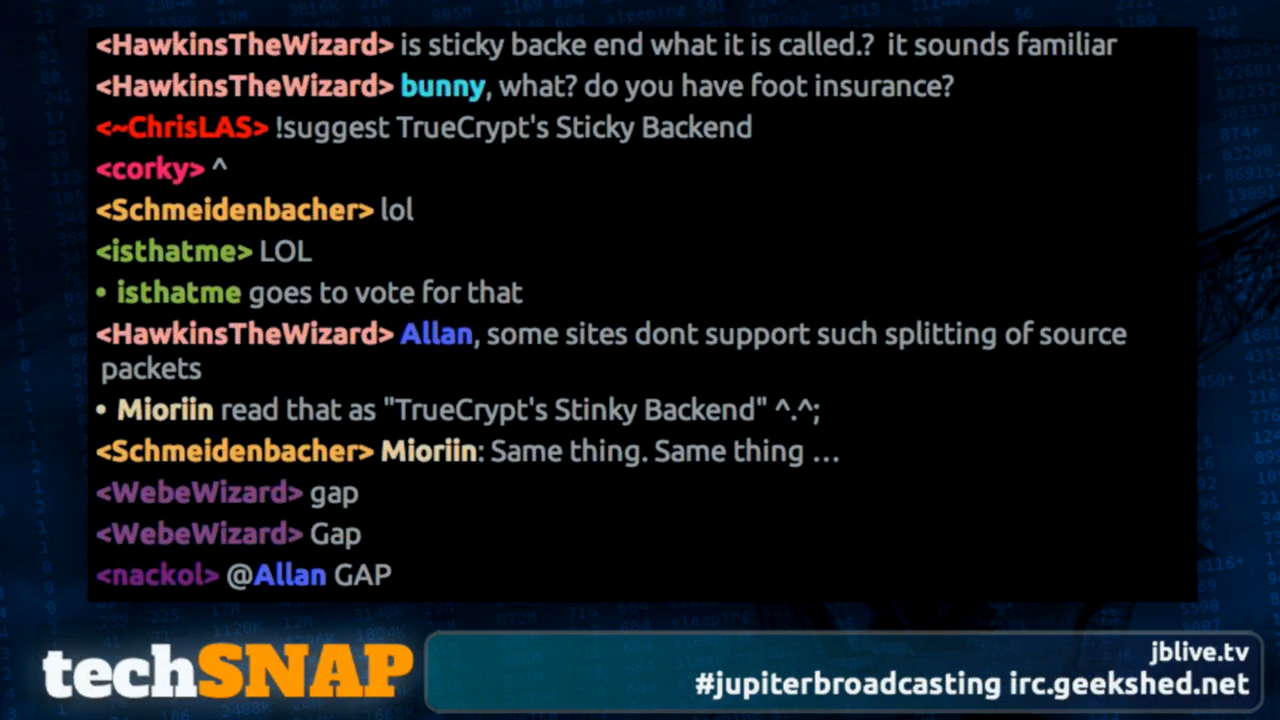 <HawkinsTheWizard> is sticky backe end what it is called.? it sounds familiar
<HawkinsTheWizard> bunny, what? do you have foot insurance?
<~ChrisLAS> !suggest TrueCrypt's Sticky Backend
<corky> ^
<Schmeidenbacher> lol
<isthatme> LOL
• isthatme goes to vote for that
<HawkinsTheWizard> Allan, some sites dont support such splitting of source
packets
• Mioriin read that as "TrueCrypt's Stinky Backend" ^.^;
<Schmeidenbacher> Mioriin: Same thing. Same thing …
<WebeWizard> gap
<WebeWizard> Gap
<nackol> @Allan GAP
techSNAP
jblive.tv
#jupiterbroadcasting irc.geekshed.net